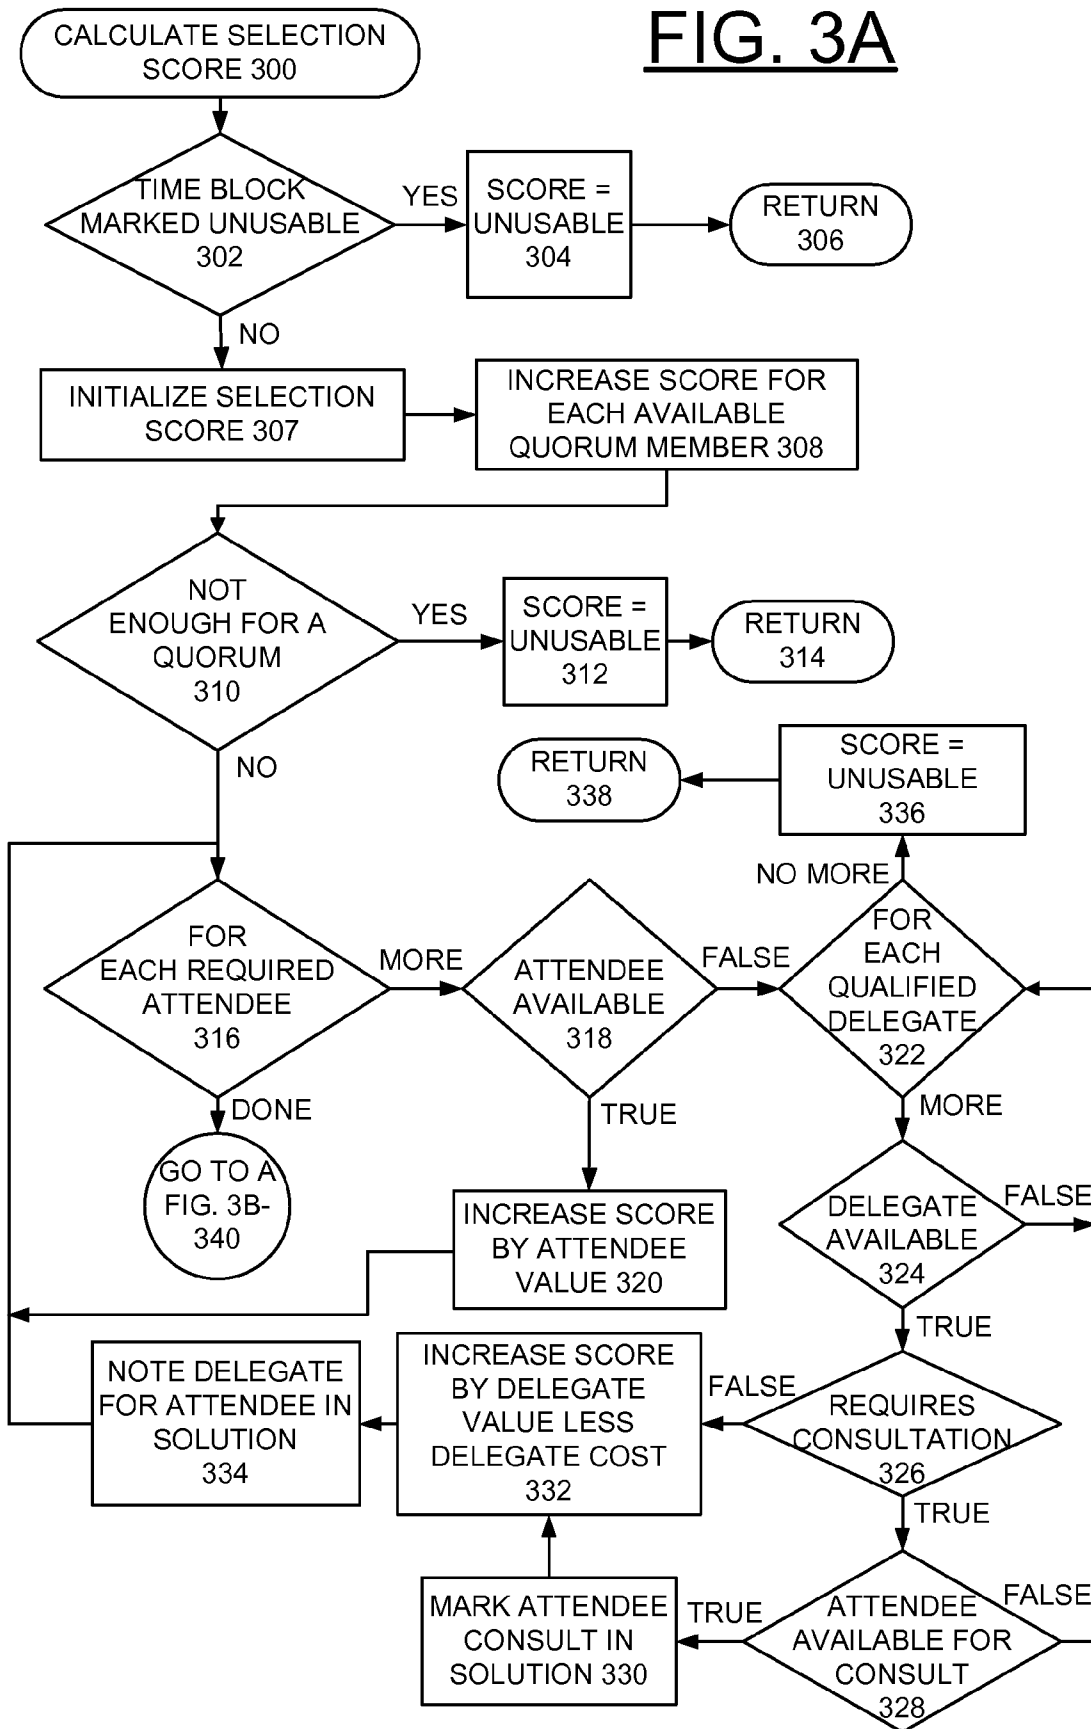 FIG. 3A
CALCULATE SELECTION
SCORE 300
TIME BLOCK
MARKED UNUSABLE
302
YES
SCORE =
UNUSABLE
304
RETURN
306
NO
INITIALIZE SELECTION
SCORE 307
INCREASE SCORE FOR
EACH AVAILABLE
QUORUM MEMBER 308
NOT
ENOUGH FOR A
QUORUM
310
YES
SCORE =
UNUSABLE
312
RETURN
314
NO
RETURN
338
SCORE =
UNUSABLE
336
NO MORE
FOR
EACH REQUIRED
ATTENDEE
316
MORE
ATTENDEE
AVAILABLE
318
FALSE
FOR
EACH
QUALIFIED
DELEGATE
322
DONE
TRUE
MORE
GO TO A
FIG. 3B-
340
INCREASE SCORE
BY ATTENDEE
VALUE 320
DELEGATE
AVAILABLE
324
FALSE
TRUE
NOTE DELEGATE
FOR ATTENDEE IN
SOLUTION
334
INCREASE SCORE
BY DELEGATE
VALUE LESS
DELEGATE COST
332
FALSE
REQUIRES
CONSULTATION
326
TRUE
MARK ATTENDEE
CONSULT IN
SOLUTION 330
TRUE
ATTENDEE
AVAILABLE FOR
CONSULT
328
FALSE